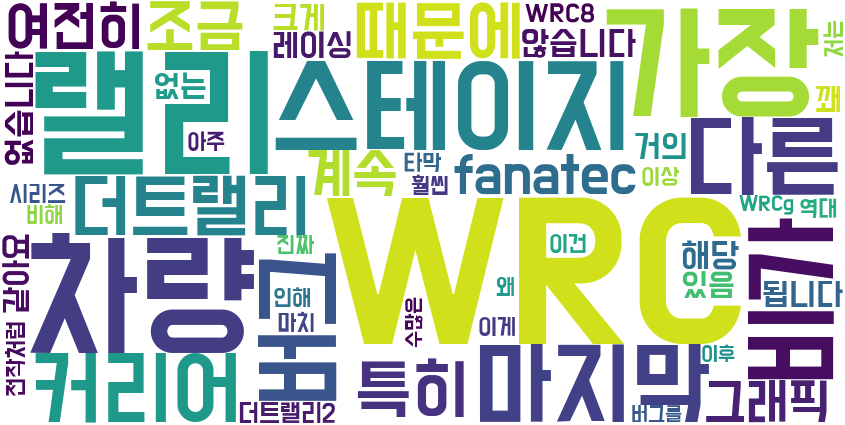 여전히
조금
크게
레이싱
때문에
WRC8
않습니다
가장
저는
꽤
없습니다
랠리
없는
아주
스테이지
계속
타막
훨씬
fanatec
거의
이상
다른
시리즈
비해
더트랠리
WRC
WRCg
역대
같아요
차량
진짜
인해
마치
수많은
이건
왜
이게
해당
있음
됩니다
버그
전작처럼
커리어
더트랠리2
특히
마지막
이후
버그를
그래픽